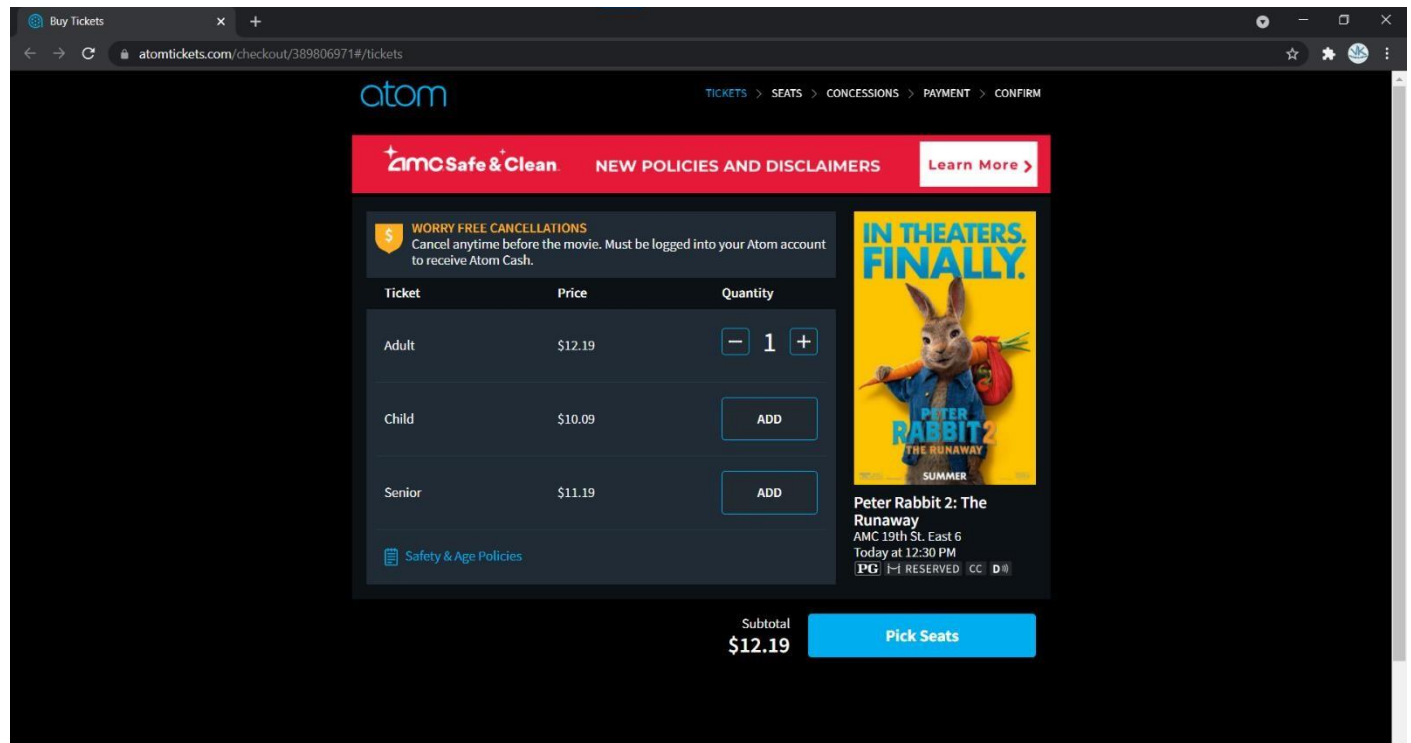 Buy Tickets
atomtickets.com/checkout/389806971#/tickets
atom
TICKETS > SEATS > CONCESSIONS > PAYMENT > CONFIRM
amc Safe & Clean. NEW POLICIES AND DISCLAIMERS Learn More >
$
WORRY FREE CANCELLATIONS
Cancel anytime before the movie. Must be logged into your Atom account
to receive Atom Cash.
Ticket Price Quantity
Adult $12.19 − 1 +
Child $10.09 ADD
Senior $11.19 ADD
Safety & Age Policies
IN THEATERS.
FINALLY.
PETER
RABBIT 2
THE RUNAWAY
SUMMER
Peter Rabbit 2: The
Runaway
AMC 19th St. East 6
Today at 12:30 PM
PG RESERVED CC D
Subtotal
$12.19
Pick Seats